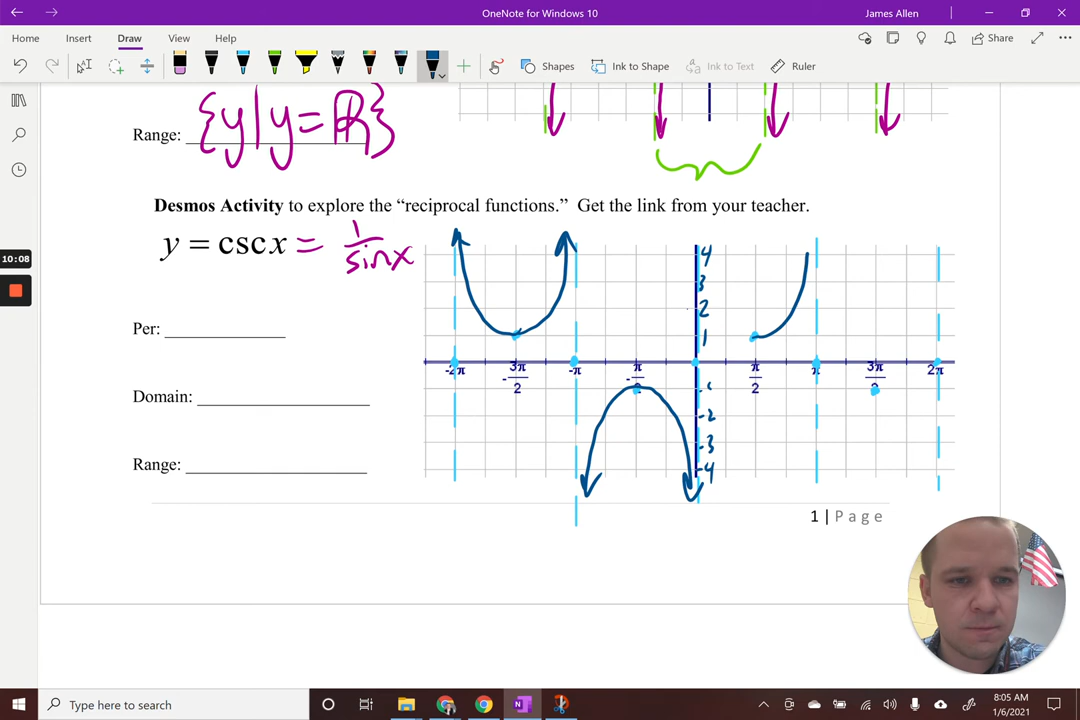 OneNote for Windows 10
James Allen
Home Insert Draw View Help
Share
Shapes Ink to Shape Ink to Text Ruler
Range: {y|y=ℝ}
Desmos Activity to explore the “reciprocal functions.” Get the link from your teacher.
y = csc x = 1/sinx
10:08
Per:
Domain:
Range:
4
3
2
1
-2π -3π/2 -π -π/2 π/2 π 3π/2 2π
-2
-3
-4
1 | Page
Type here to search
8:05 AM
1/6/2021